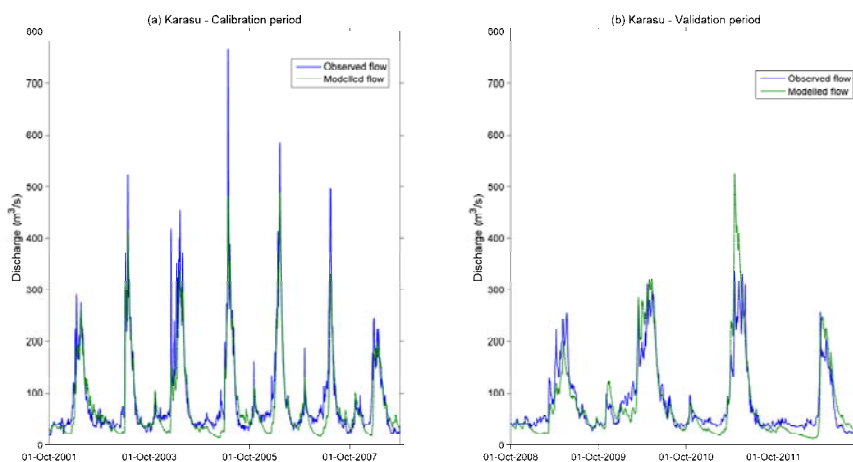 (a) Karasu - Calibration period
800
700
600
500
400
300
200
100
0
Discharge (m³/s)
Observed flow
Modelled flow
01-Oct-2001
01-Oct-2003
01-Oct-2005
01-Oct-2007
(b) Karasu - Validation period
800
700
600
500
400
300
200
100
0
Discharge (m³/s)
Observed flow
Modelled flow
01-Oct-2008
01-Oct-2009
01-Oct-2010
01-Oct-2011